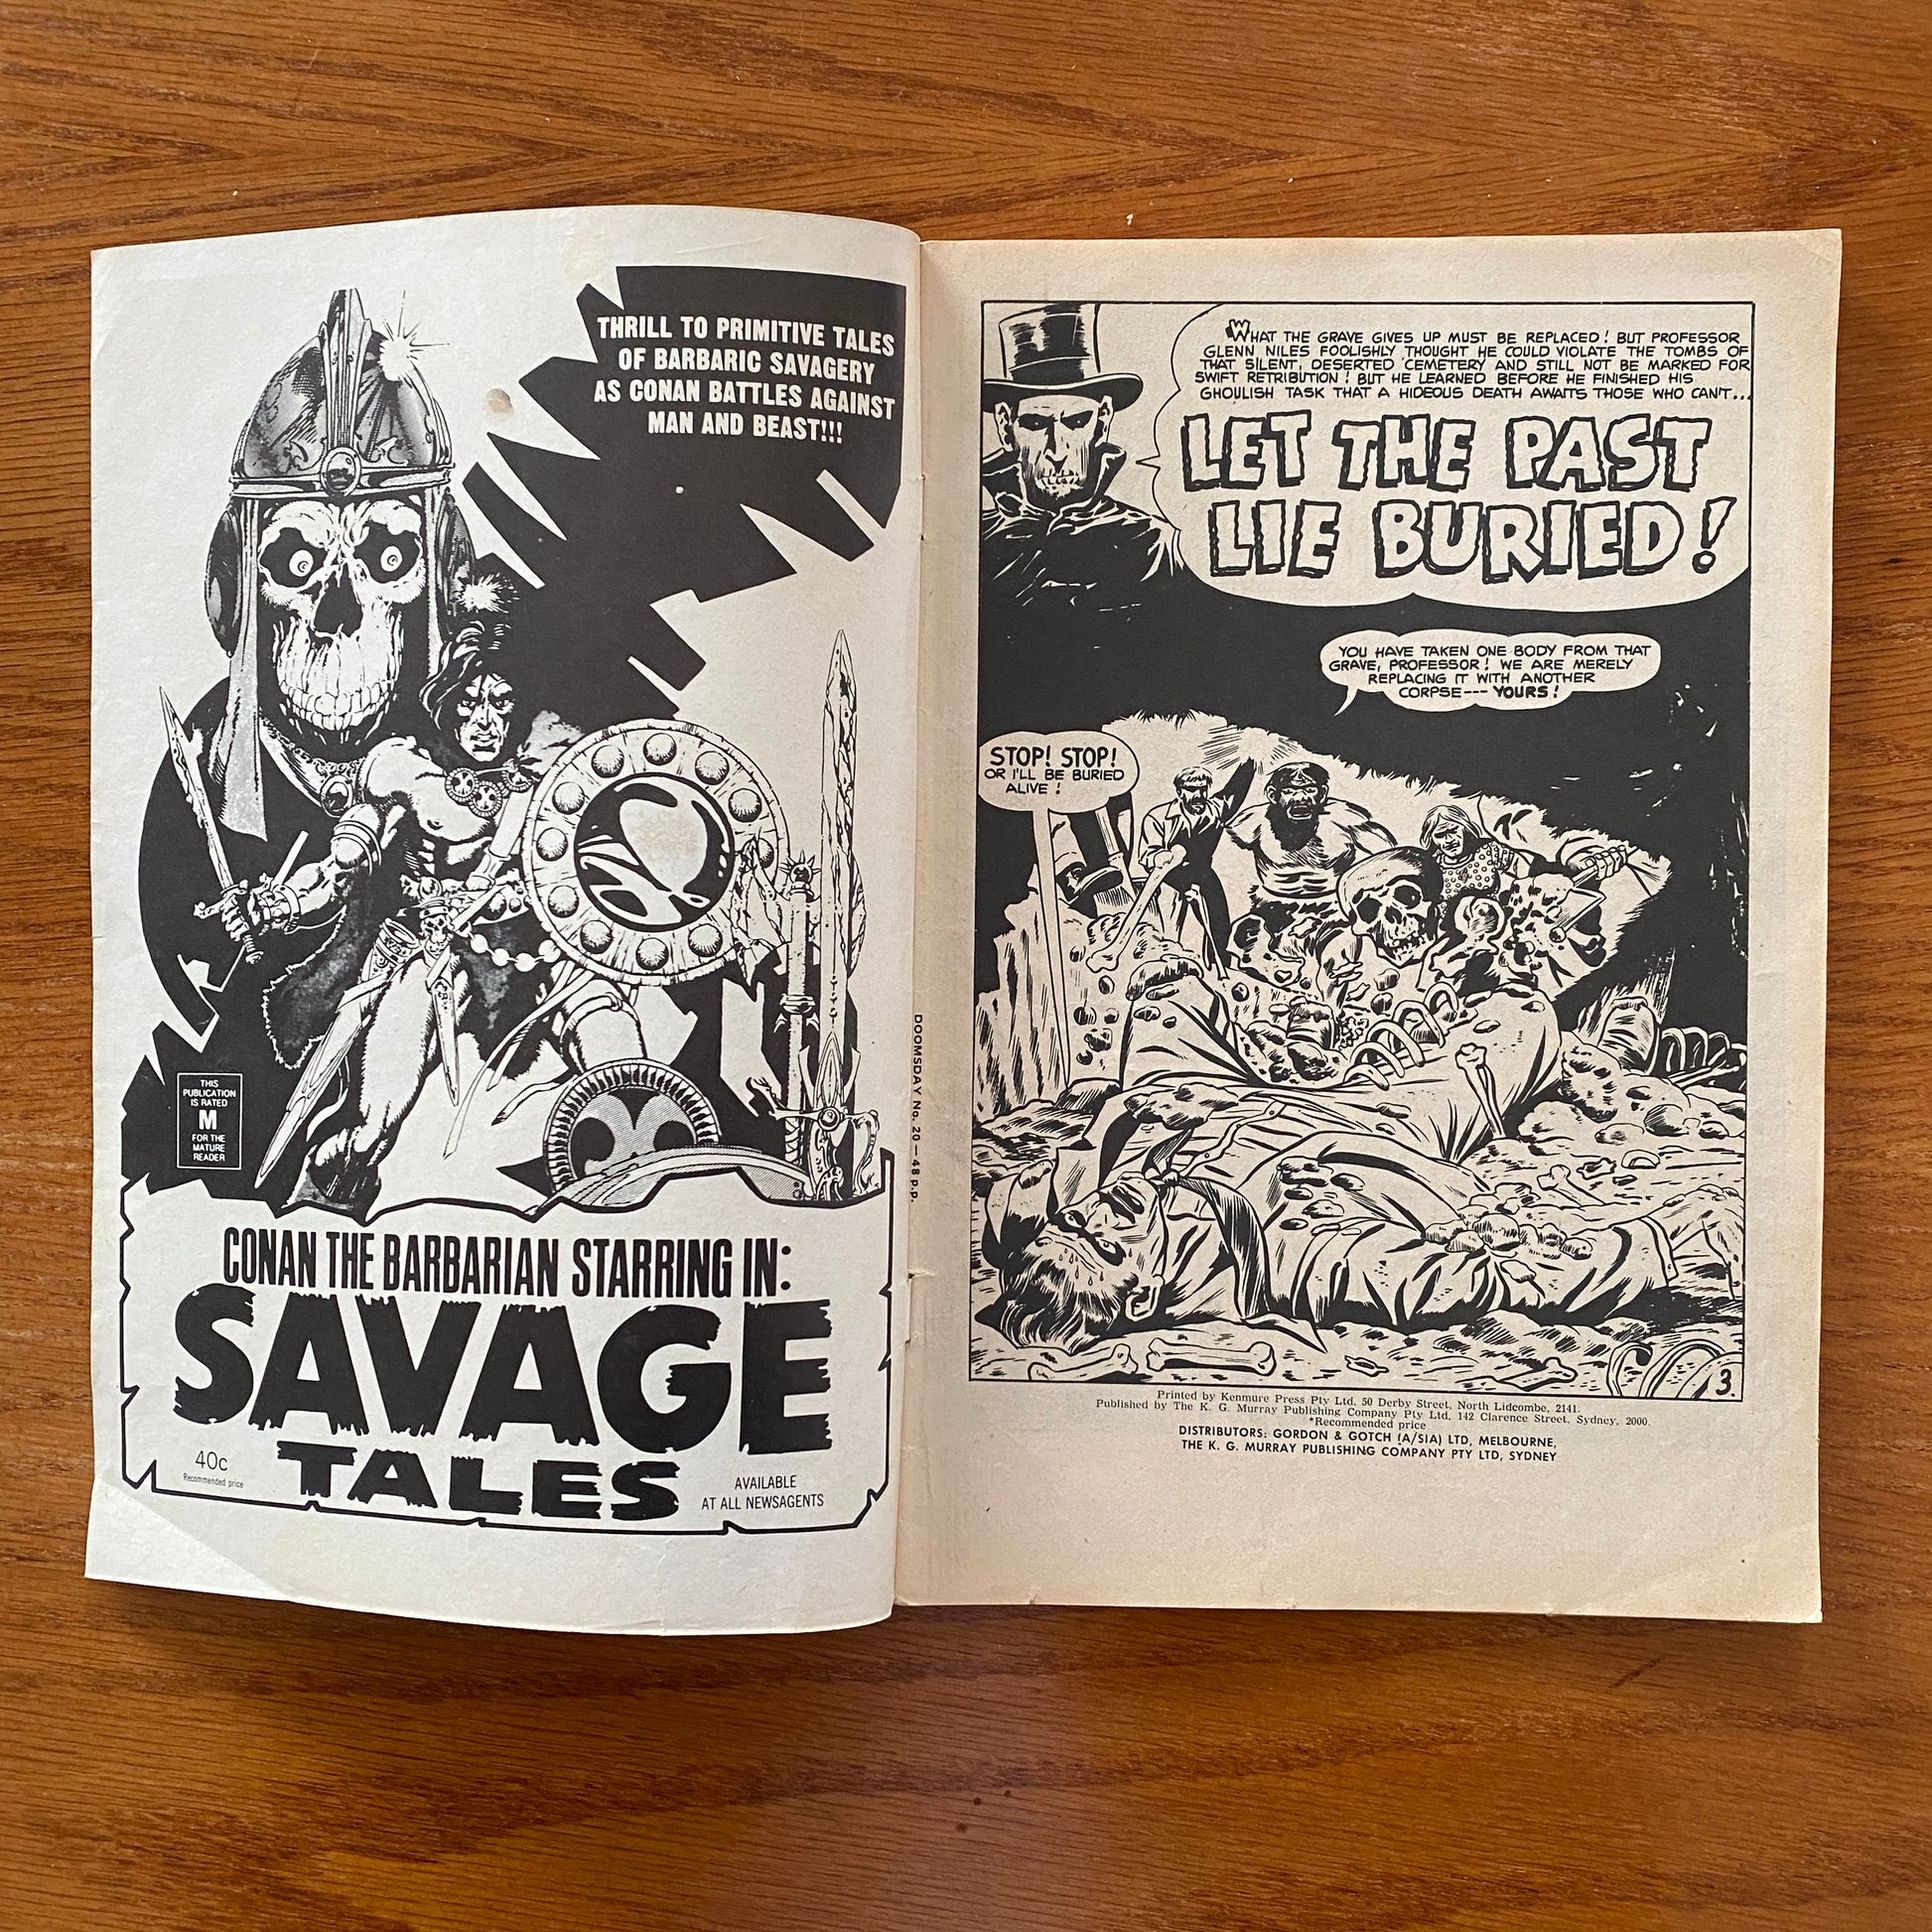 THRILL TO PRIMITIVE TALES
OF BARBARIC SAVAGERY
AS CONAN BATTLES AGAINST
MAN AND BEAST!!!
THIS
PUBLICATION
IS RATED
M
FOR THE
MATURE
READER
CONAN THE BARBARIAN STARRING IN:
SAVAGE
TALES
40c
Recommended price
AVAILABLE
AT ALL NEWSAGENTS
DOOMSDAY No. 20 — 48 p.p.
WHAT THE GRAVE GIVES UP MUST BE REPLACED! BUT PROFESSOR
GLENN NILES FOOLISHLY THOUGHT HE COULD VIOLATE THE TOMBS OF
THAT SILENT, DESERTED CEMETERY AND STILL NOT BE MARKED FOR
SWIFT RETRIBUTION! BUT HE LEARNED BEFORE HE FINISHED HIS
GHOULISH TASK THAT A HIDEOUS DEATH AWAITS THOSE WHO CAN'T...
LET THE PAST
LIE BURIED!
YOU HAVE TAKEN ONE BODY FROM THAT
GRAVE, PROFESSOR! WE ARE MERELY
REPLACING IT WITH ANOTHER
CORPSE--- YOURS!
STOP! STOP!
OR I'LL BE BURIED
ALIVE!
3.
Printed by Kenmure Press Pty Ltd. 50 Derby Street, North Lidcombe, 2141.
Published by The K. G. Murray Publishing Company Pty Ltd, 142 Clarence Street, Sydney, 2000.
*Recommended price
DISTRIBUTORS: GORDON & GOTCH (A/SIA) LTD, MELBOURNE,
THE K. G. MURRAY PUBLISHING COMPANY PTY LTD, SYDNEY